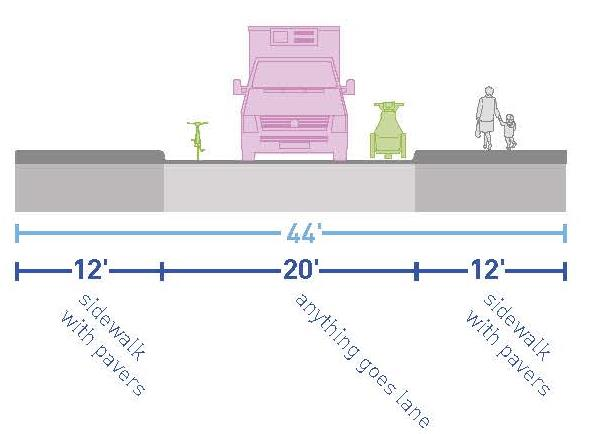 44'
12'
20'
12'
sidewalk
with pavers
anything goes lane
sidewalk
with pavers